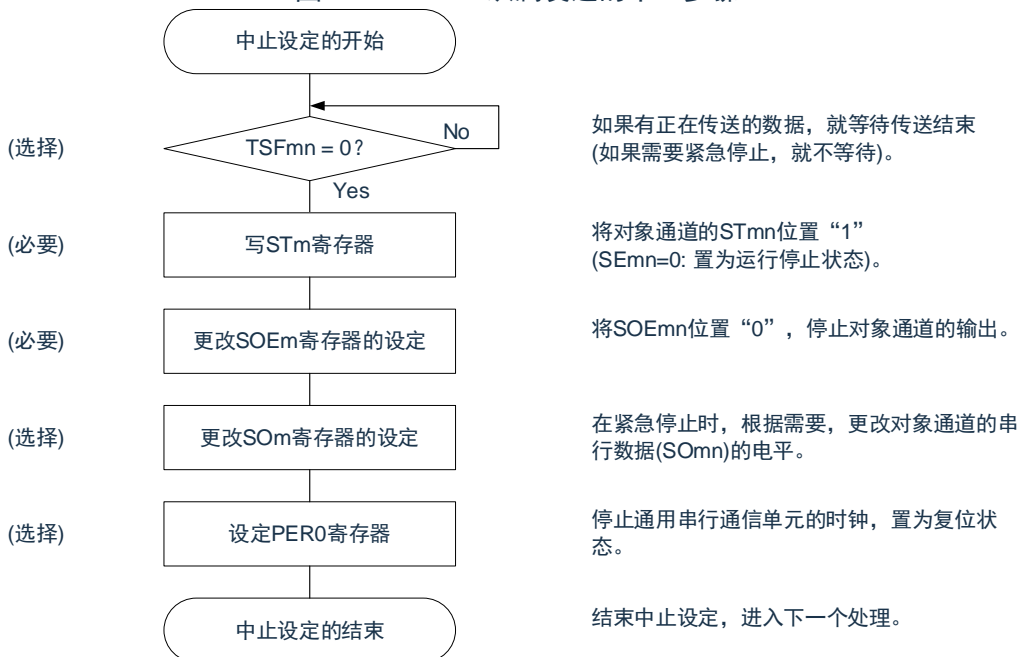 中止设定的开始
No
(选择)
TSFmn = 0?
如果有正在传送的数据，就等待传送结束
(如果需要紧急停止，就不等待)。
Yes
(必要)
写STm寄存器
将对象通道的STmn位置“1”
(SEmn=0: 置为运行停止状态)。
(必要)
更改SOEm寄存器的设定
将SOEmn位置“0”，停止对象通道的输出。
(选择)
更改SOm寄存器的设定
在紧急停止时，根据需要，更改对象通道的串
行数据(SOmn)的电平。
(选择)
设定PER0寄存器
停止通用串行通信单元的时钟，置为复位状
态。
中止设定的结束
结束中止设定，进入下一个处理。